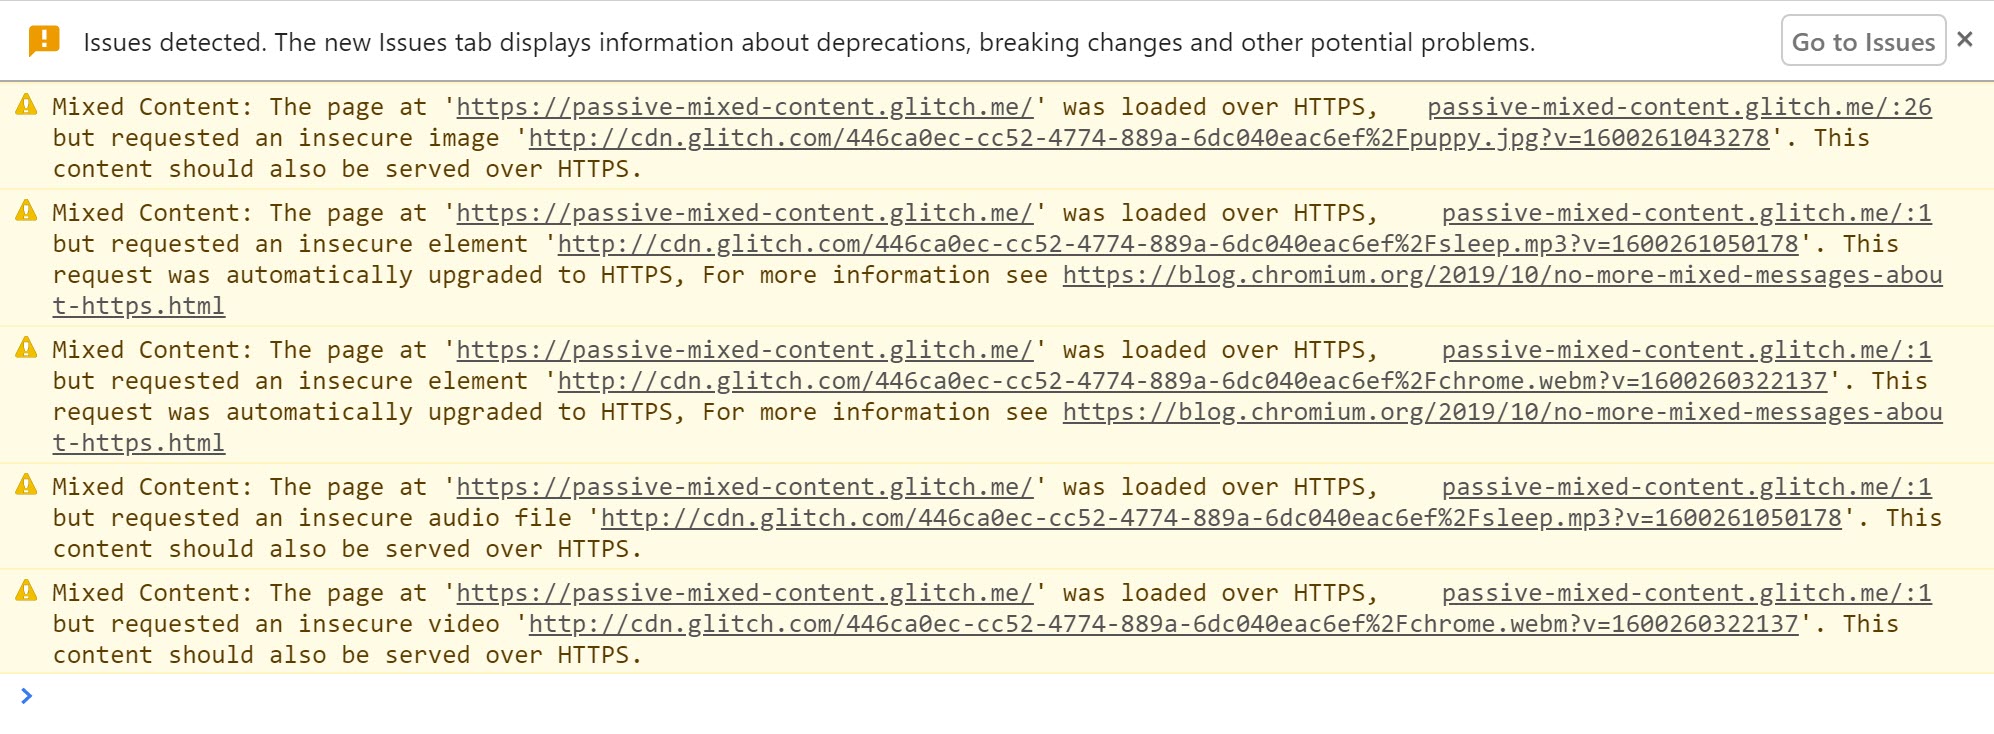 Issues detected. The new Issues tab displays information about deprecations, breaking changes and other potential problems. Go to Issues ×
Mixed Content: The page at 'https://passive-mixed-content.glitch.me/' was loaded over HTTPS, passive-mixed-content.glitch.me/:26
but requested an insecure image 'http://cdn.glitch.com/446ca0ec-cc52-4774-889a-6dc040eac6ef%2Fpuppy.jpg?v=1600261043278'. This
content should also be served over HTTPS.
Mixed Content: The page at 'https://passive-mixed-content.glitch.me/' was loaded over HTTPS, passive-mixed-content.glitch.me/:1
but requested an insecure element 'http://cdn.glitch.com/446ca0ec-cc52-4774-889a-6dc040eac6ef%2Fsleep.mp3?v=1600261050178'. This
request was automatically upgraded to HTTPS, For more information see https://blog.chromium.org/2019/10/no-more-mixed-messages-abou
t-https.html
Mixed Content: The page at 'https://passive-mixed-content.glitch.me/' was loaded over HTTPS, passive-mixed-content.glitch.me/:1
but requested an insecure element 'http://cdn.glitch.com/446ca0ec-cc52-4774-889a-6dc040eac6ef%2Fchrome.webm?v=1600260322137'. This
request was automatically upgraded to HTTPS, For more information see https://blog.chromium.org/2019/10/no-more-mixed-messages-abou
t-https.html
Mixed Content: The page at 'https://passive-mixed-content.glitch.me/' was loaded over HTTPS, passive-mixed-content.glitch.me/:1
but requested an insecure audio file 'http://cdn.glitch.com/446ca0ec-cc52-4774-889a-6dc040eac6ef%2Fsleep.mp3?v=1600261050178'. This
content should also be served over HTTPS.
Mixed Content: The page at 'https://passive-mixed-content.glitch.me/' was loaded over HTTPS, passive-mixed-content.glitch.me/:1
but requested an insecure video 'http://cdn.glitch.com/446ca0ec-cc52-4774-889a-6dc040eac6ef%2Fchrome.webm?v=1600260322137'. This
content should also be served over HTTPS.